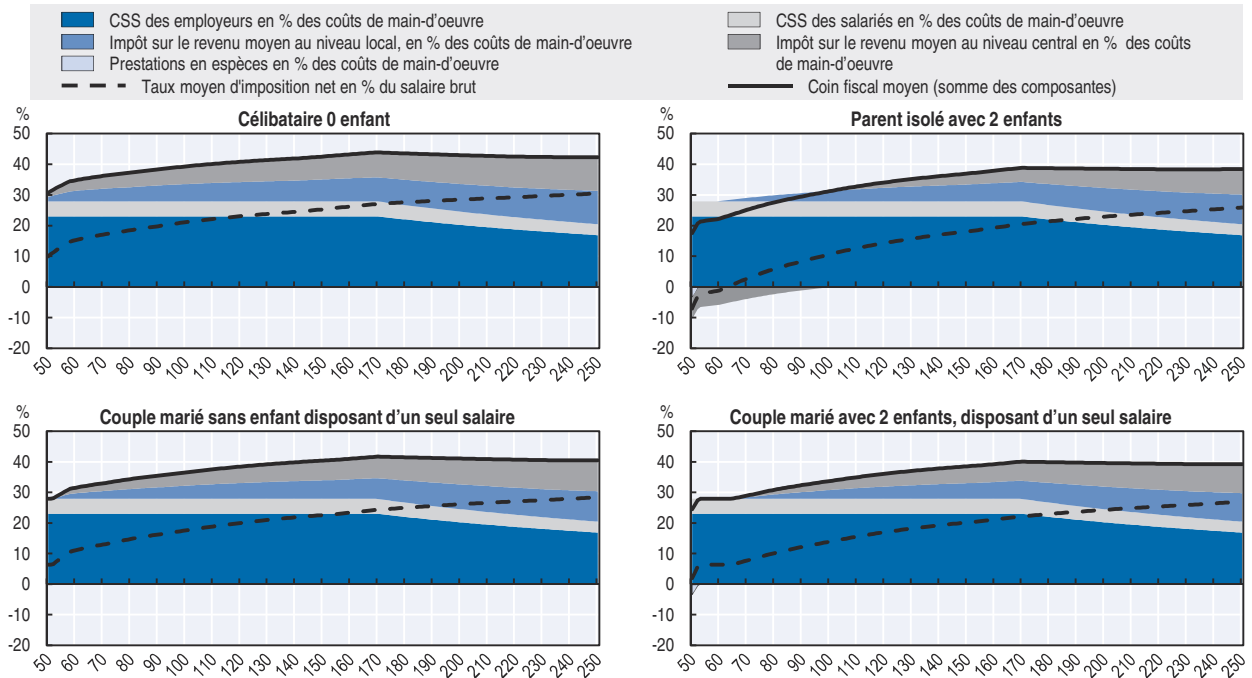 CSS des employeurs en % des coûts de main-d'oeuvre
Impôt sur le revenu moyen au niveau local, en % des coûts de main-d'oeuvre
Prestations en espèces en % des coûts de main-d'oeuvre
Taux moyen d'imposition net en % du salaire brut
CSS des salariés en % des coûts de main-d'oeuvre
Impôt sur le revenu moyen au niveau central en % des coûts
de main-d'oeuvre
Coin fiscal moyen (somme des composantes)
%
Célibataire 0 enfant
50
40
30
20
10
0
-10
-20
50 60 70 80 90 100 110 120 130 140 150 160 170 180 190 200 210 220 230 240 250
%
Parent isolé avec 2 enfants
50
40
30
20
10
0
-10
-20
50 60 70 80 90 100 110 120 130 140 150 160 170 180 190 200 210 220 230 240 250
%
Couple marié sans enfant disposant d’un seul salaire
50
40
30
20
10
0
-10
-20
50 60 70 80 90 100 110 120 130 140 150 160 170 180 190 200 210 220 230 240 250
%
Couple marié avec 2 enfants, disposant d’un seul salaire
50
40
30
20
10
0
-10
-20
50 60 70 80 90 100 110 120 130 140 150 160 170 180 190 200 210 220 230 240 250